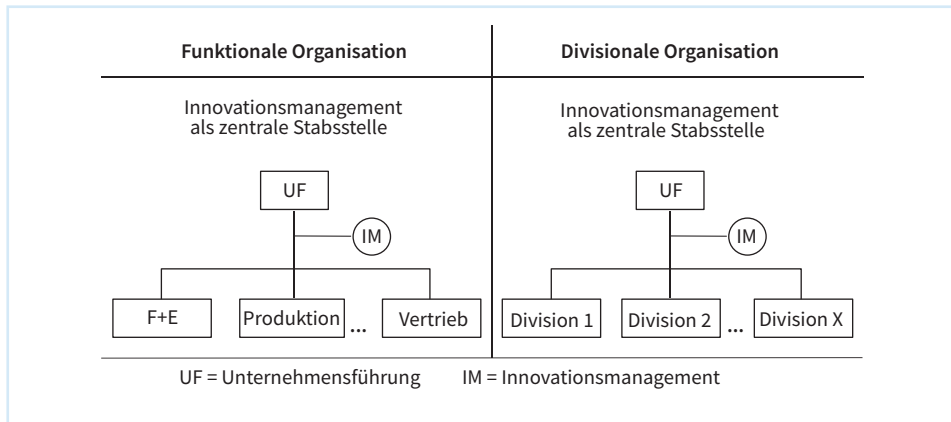 Funktionale Organisation
Innovationsmanagement
als zentrale Stabsstelle
UF
IM
F+E
Produktion
...
Vertrieb
Divisionale Organisation
Innovationsmanagement
als zentrale Stabsstelle
UF
IM
Division 1
Division 2
...
Division X
UF = Unternehmensführung IM = Innovationsmanagement